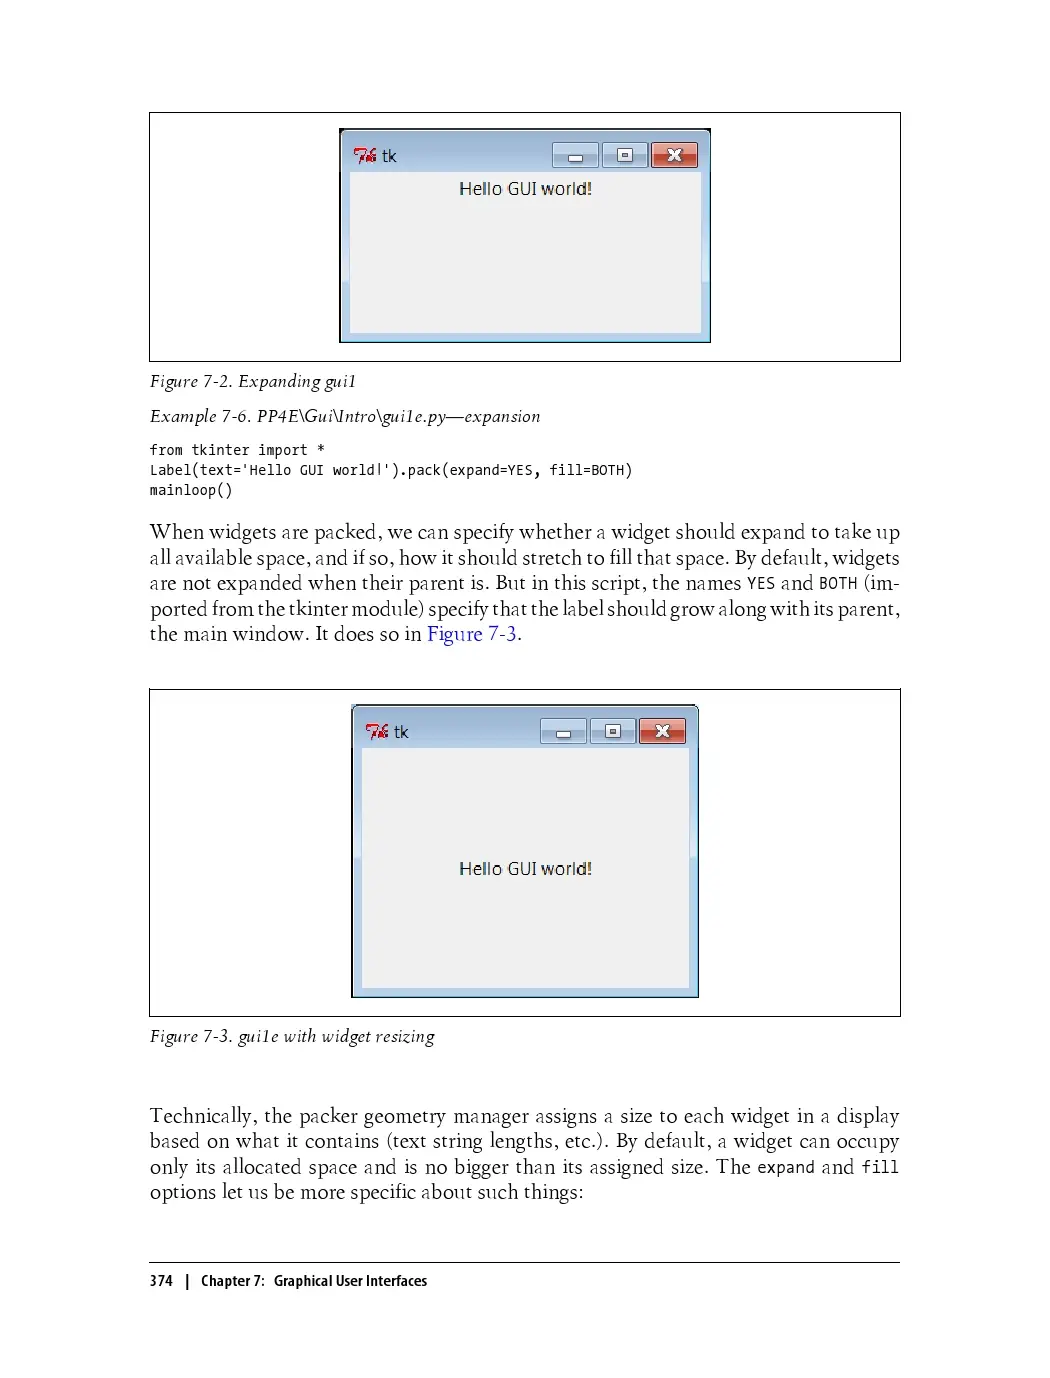 Tk tk
Hello GUI world!
Figure 7-2. Expanding gui1
Example 7-6. PP4E\Gui\Intro\gui1e.py—expansion
from tkinter import *
Label(text='Hello GUI world|').pack(expand=YES, fill=BOTH)
mainloop()
When widgets are packed, we can specify whether a widget should expand to take up
all available space, and if so, how it should stretch to fill that space. By default, widgets
are not expanded when their parent is. But in this script, the names YES and BOTH (im-
ported from the tkinter module) specify that the label should grow along with its parent,
the main window. It does so in Figure 7-3.
Tk tk
Hello GUI world!
Figure 7-3. gui1e with widget resizing
Technically, the packer geometry manager assigns a size to each widget in a display
based on what it contains (text string lengths, etc.). By default, a widget can occupy
only its allocated space and is no bigger than its assigned size. The expand and fill
options let us be more specific about such things:
374 | Chapter 7: Graphical User Interfaces